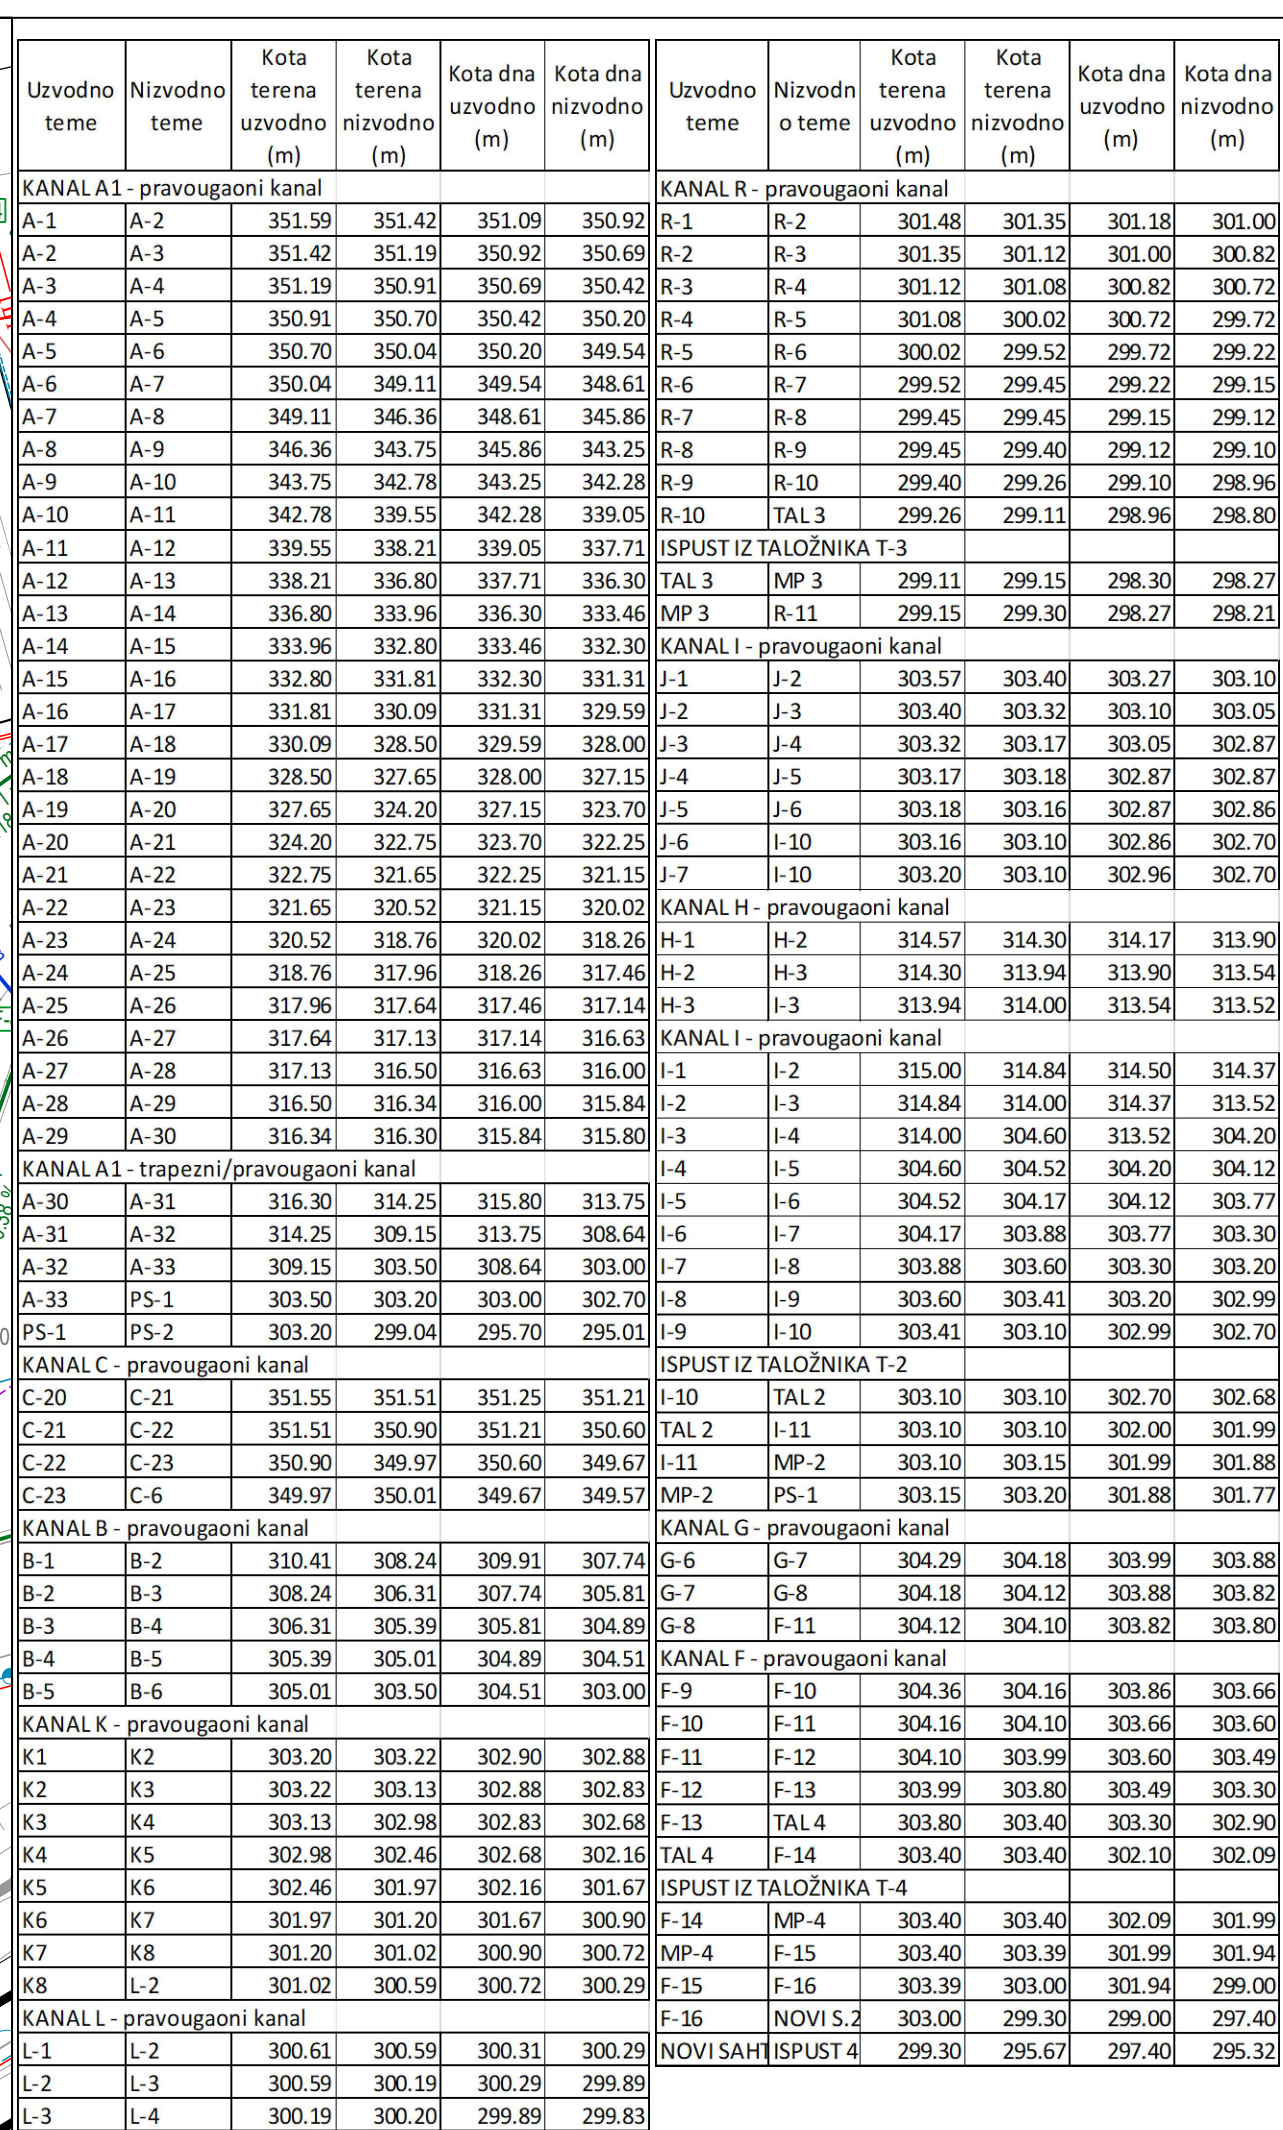 Uzvodno teme Nizvodno teme Kota terena uzvodno (m) Kota terena nizvodno (m) Kota dna uzvodno (m) Kota dna nizvodno (m)
KANAL A1 - pravougaoni kanal
A-1 A-2 351.59 351.42 351.09 350.92
A-2 A-3 351.42 351.19 350.92 350.69
A-3 A-4 351.19 350.91 350.69 350.42
A-4 A-5 350.91 350.70 350.42 350.20
A-5 A-6 350.70 350.04 350.20 349.54
A-6 A-7 350.04 349.11 349.54 348.61
A-7 A-8 349.11 346.36 348.61 345.86
A-8 A-9 346.36 343.75 345.86 343.25
A-9 A-10 343.75 342.78 343.25 342.28
A-10 A-11 342.78 339.55 342.28 339.05
A-11 A-12 339.55 338.21 339.05 337.71
A-12 A-13 338.21 336.80 337.71 336.30
A-13 A-14 336.80 333.96 336.30 333.46
A-14 A-15 333.96 332.80 333.46 332.30
A-15 A-16 332.80 331.81 332.30 331.31
A-16 A-17 331.81 330.09 331.31 329.59
A-17 A-18 330.09 328.50 329.59 328.00
A-18 A-19 328.50 327.65 328.00 327.15
A-19 A-20 327.65 324.20 327.15 323.70
A-20 A-21 324.20 322.75 323.70 322.25
A-21 A-22 322.75 321.65 322.25 321.15
A-22 A-23 321.65 320.52 321.15 320.02
A-23 A-24 320.52 318.76 320.02 318.26
A-24 A-25 318.76 317.96 318.26 317.46
A-25 A-26 317.96 317.64 317.46 317.14
A-26 A-27 317.64 317.13 317.14 316.63
A-27 A-28 317.13 316.50 316.63 316.00
A-28 A-29 316.50 316.34 316.00 315.84
A-29 A-30 316.34 316.30 315.84 315.80
KANAL A1 - trapezni/pravougaoni kanal
A-30 A-31 316.30 314.25 315.80 313.75
A-31 A-32 314.25 309.15 313.75 308.64
A-32 A-33 309.15 303.50 308.64 303.00
A-33 PS-1 303.50 303.20 303.00 302.70
PS-1 PS-2 303.20 299.04 295.70 295.01
KANAL C - pravougaoni kanal
C-20 C-21 351.55 351.51 351.25 351.21
C-21 C-22 351.51 350.90 351.21 350.60
C-22 C-23 350.90 349.97 350.60 349.67
C-23 C-6 349.97 350.01 349.67 349.57
KANAL B - pravougaoni kanal
B-1 B-2 310.41 308.24 309.91 307.74
B-2 B-3 308.24 306.31 307.74 305.81
B-3 B-4 306.31 305.39 305.81 304.89
B-4 B-5 305.39 305.01 304.89 304.51
B-5 B-6 305.01 303.50 304.51 303.00
KANAL K - pravougaoni kanal
K1 K2 303.20 303.22 302.90 302.88
K2 K3 303.22 303.13 302.88 302.83
K3 K4 303.13 302.98 302.83 302.68
K4 K5 302.98 302.46 302.68 302.16
K5 K6 302.46 301.97 302.16 301.67
K6 K7 301.97 301.20 301.67 300.90
K7 K8 301.20 301.02 300.90 300.72
K8 L-2 301.02 300.59 300.72 300.29
KANAL L - pravougaoni kanal
L-1 L-2 300.61 300.59 300.31 300.29
L-2 L-3 300.59 300.19 300.29 299.89
L-3 L-4 300.19 300.20 299.89 299.83
Uzvodno teme Nizvodn o teme Kota terena uzvodno (m) Kota terena nizvodno (m) Kota dna uzvodno (m) Kota dna nizvodno (m)
KANAL R - pravougaoni kanal
R-1 R-2 301.48 301.35 301.18 301.00
R-2 R-3 301.35 301.12 301.00 300.82
R-3 R-4 301.12 301.08 300.82 300.72
R-4 R-5 301.08 300.02 300.72 299.72
R-5 R-6 300.02 299.52 299.72 299.22
R-6 R-7 299.52 299.45 299.22 299.15
R-7 R-8 299.45 299.45 299.15 299.12
R-8 R-9 299.45 299.40 299.12 299.10
R-9 R-10 299.40 299.26 299.10 298.96
R-10 TAL 3 299.26 299.11 298.96 298.80
ISPUST IZ TALOŽNIKA T-3
TAL 3 MP 3 299.11 299.15 298.30 298.27
MP 3 R-11 299.15 299.30 298.27 298.21
KANAL I - pravougaoni kanal
J-1 J-2 303.57 303.40 303.27 303.10
J-2 J-3 303.40 303.32 303.10 303.05
J-3 J-4 303.32 303.17 303.05 302.87
J-4 J-5 303.17 303.18 302.87 302.87
J-5 J-6 303.18 303.16 302.87 302.86
J-6 I-10 303.16 303.10 302.86 302.70
J-7 I-10 303.20 303.10 302.96 302.70
KANAL H - pravougaoni kanal
H-1 H-2 314.57 314.30 314.17 313.90
H-2 H-3 314.30 313.94 313.90 313.54
H-3 I-3 313.94 314.00 313.54 313.52
KANAL I - pravougaoni kanal
I-1 I-2 315.00 314.84 314.50 314.37
I-2 I-3 314.84 314.00 314.37 313.52
I-3 I-4 314.00 304.60 313.52 304.20
I-4 I-5 304.60 304.52 304.20 304.12
I-5 I-6 304.52 304.17 304.12 303.77
I-6 I-7 304.17 303.88 303.77 303.30
I-7 I-8 303.88 303.60 303.30 303.20
I-8 I-9 303.60 303.41 303.20 302.99
I-9 I-10 303.41 303.10 302.99 302.70
ISPUST IZ TALOŽNIKA T-2
I-10 TAL 2 303.10 303.10 302.70 302.68
TAL 2 I-11 303.10 303.10 302.00 301.99
I-11 MP-2 303.10 303.15 301.99 301.88
MP-2 PS-1 303.15 303.20 301.88 301.77
KANAL G - pravougaoni kanal
G-6 G-7 304.29 304.18 303.99 303.88
G-7 G-8 304.18 304.12 303.88 303.82
G-8 F-11 304.12 304.10 303.82 303.80
KANAL F - pravougaoni kanal
F-9 F-10 304.36 304.16 303.86 303.66
F-10 F-11 304.16 304.10 303.66 303.60
F-11 F-12 304.10 303.99 303.60 303.49
F-12 F-13 303.99 303.80 303.49 303.30
F-13 TAL 4 303.80 303.40 303.30 302.90
TAL 4 F-14 303.40 303.40 302.10 302.09
ISPUST IZ TALOŽNIKA T-4
F-14 MP-4 303.40 303.40 302.09 301.99
MP-4 F-15 303.40 303.39 301.99 301.94
F-15 F-16 303.39 303.00 301.94 299.00
F-16 NOVI S.2 303.00 299.30 299.00 297.40
NOVI SAHT ISPUST 4 299.30 295.67 297.40 295.32